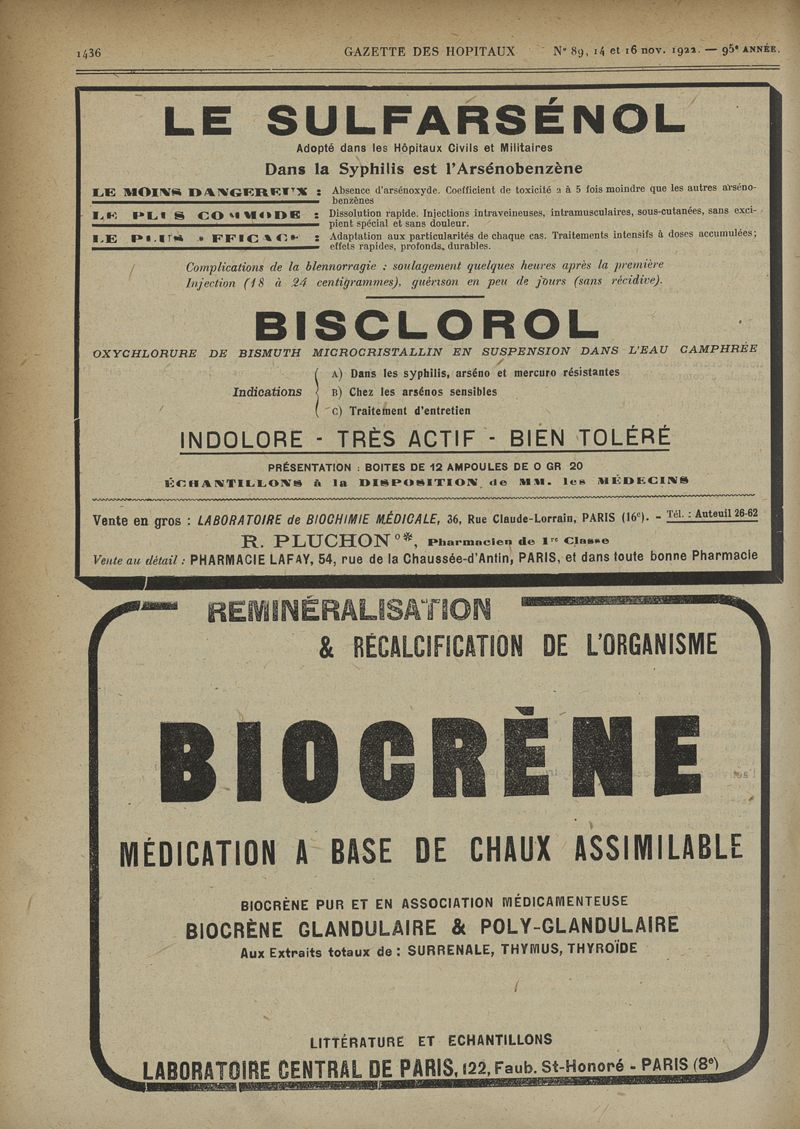 1436 GAZETTE DES HOPITAUX N° 89, 14 et 16 nov. 1922. — 95e ANNÉE.
LE SULFARSÉNOL
Adopté dans les Hôpitaux Civils et Militaires
Dans la Syphilis est l'Arsénobenzène
LE MOINS DANGEREUX : Absence d'arsénoxyde. Coefficient de toxicité 2 à 5 fois moindre que les autres arséno-
benzènes
LE PLUS COMMODE : Dissolution rapide. Injections intraveineuses, intramusculaires, sous-cutanées, sans exci-
pient spécial et sans douleur.
LE PLUS EFFICACE : Adaptation aux particularités de chaque cas. Traitements intensifs à doses accumulées;
effets rapides, profonds, durables.
Complications de la blennorragie : soulagement quelques heures après la première
Injection (18 à 24 centigrammes), guérison en peu de jours (sans récidive).
BISCLOROL
OXYCHLORURE DE BISMUTH MICROCRISTALLIN EN SUSPENSION DANS L'EAU CAMPHRÉE
A) Dans les syphilis, arséno et mercuro résistantes
Indications B) Chez les arsénos sensibles
C) Traitement d'entretien
INDOLORE - TRÈS ACTIF - BIEN TOLÉRÉ
PRÉSENTATION : BOITES DE 12 AMPOULES DE 0 GR 20
ÉCHANTILLONS à la DISPOSITION de MM. les MÉDECINS
Vente en gros : LABORATOIRE de BIOCHIMIE MÉDICALE, 36, Rue Claude-Lorrain, PARIS (16e). - Tél. : Auteuil 26-62
R. PLUCHON O*, Pharmacien de 1re Classe
Vente au détail : PHARMACIE LAFAY, 54, rue de la Chaussée-d'Antin, PARIS, et dans toute bonne Pharmacie
REMINÉRALISATION
& RÉCALCIFICATION DE L'ORGANISME
BIOCRÈNE
MÉDICATION A BASE DE CHAUX ASSIMILABLE
BIOCRÈNE PUR ET EN ASSOCIATION MÉDICAMENTEUSE
BIOCRÈNE GLANDULAIRE & POLY-GLANDULAIRE
Aux Extraits totaux de : SURRENALE, THYMUS, THYROÏDE
LITTÉRATURE ET ECHANTILLONS
LABORATOIRE CENTRAL DE PARIS, 122, Faub. St-Honoré - PARIS (8e)